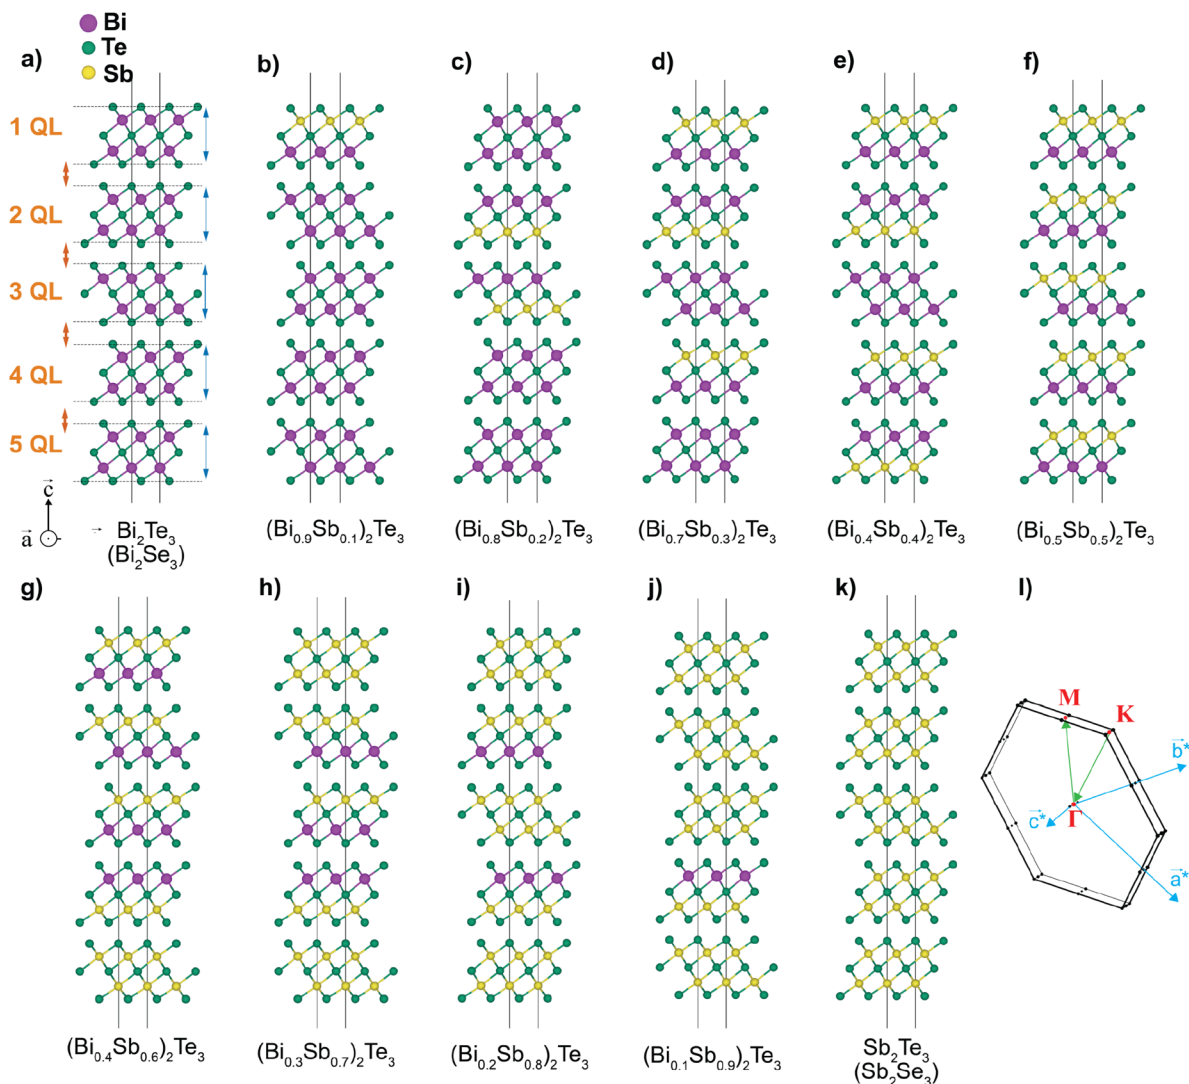 Bi
Te
Sb
a)
b)
c)
d)
e)
f)
1 QL
2 QL
3 QL
4 QL
5 QL
c
a
Bi₂Te₃
(Bi₂Se₃)
(Bi₀.₉Sb₀.₁)₂Te₃
(Bi₀.₈Sb₀.₂)₂Te₃
(Bi₀.₇Sb₀.₃)₂Te₃
(Bi₀.₄Sb₀.₄)₂Te₃
(Bi₀.₅Sb₀.₅)₂Te₃
g)
h)
i)
j)
k)
l)
M
K
b*
Γ
c*
a*
(Bi₀.₄Sb₀.₆)₂Te₃
(Bi₀.₃Sb₀.₇)₂Te₃
(Bi₀.₂Sb₀.₈)₂Te₃
(Bi₀.₁Sb₀.₉)₂Te₃
Sb₂Te₃
(Sb₂Se₃)